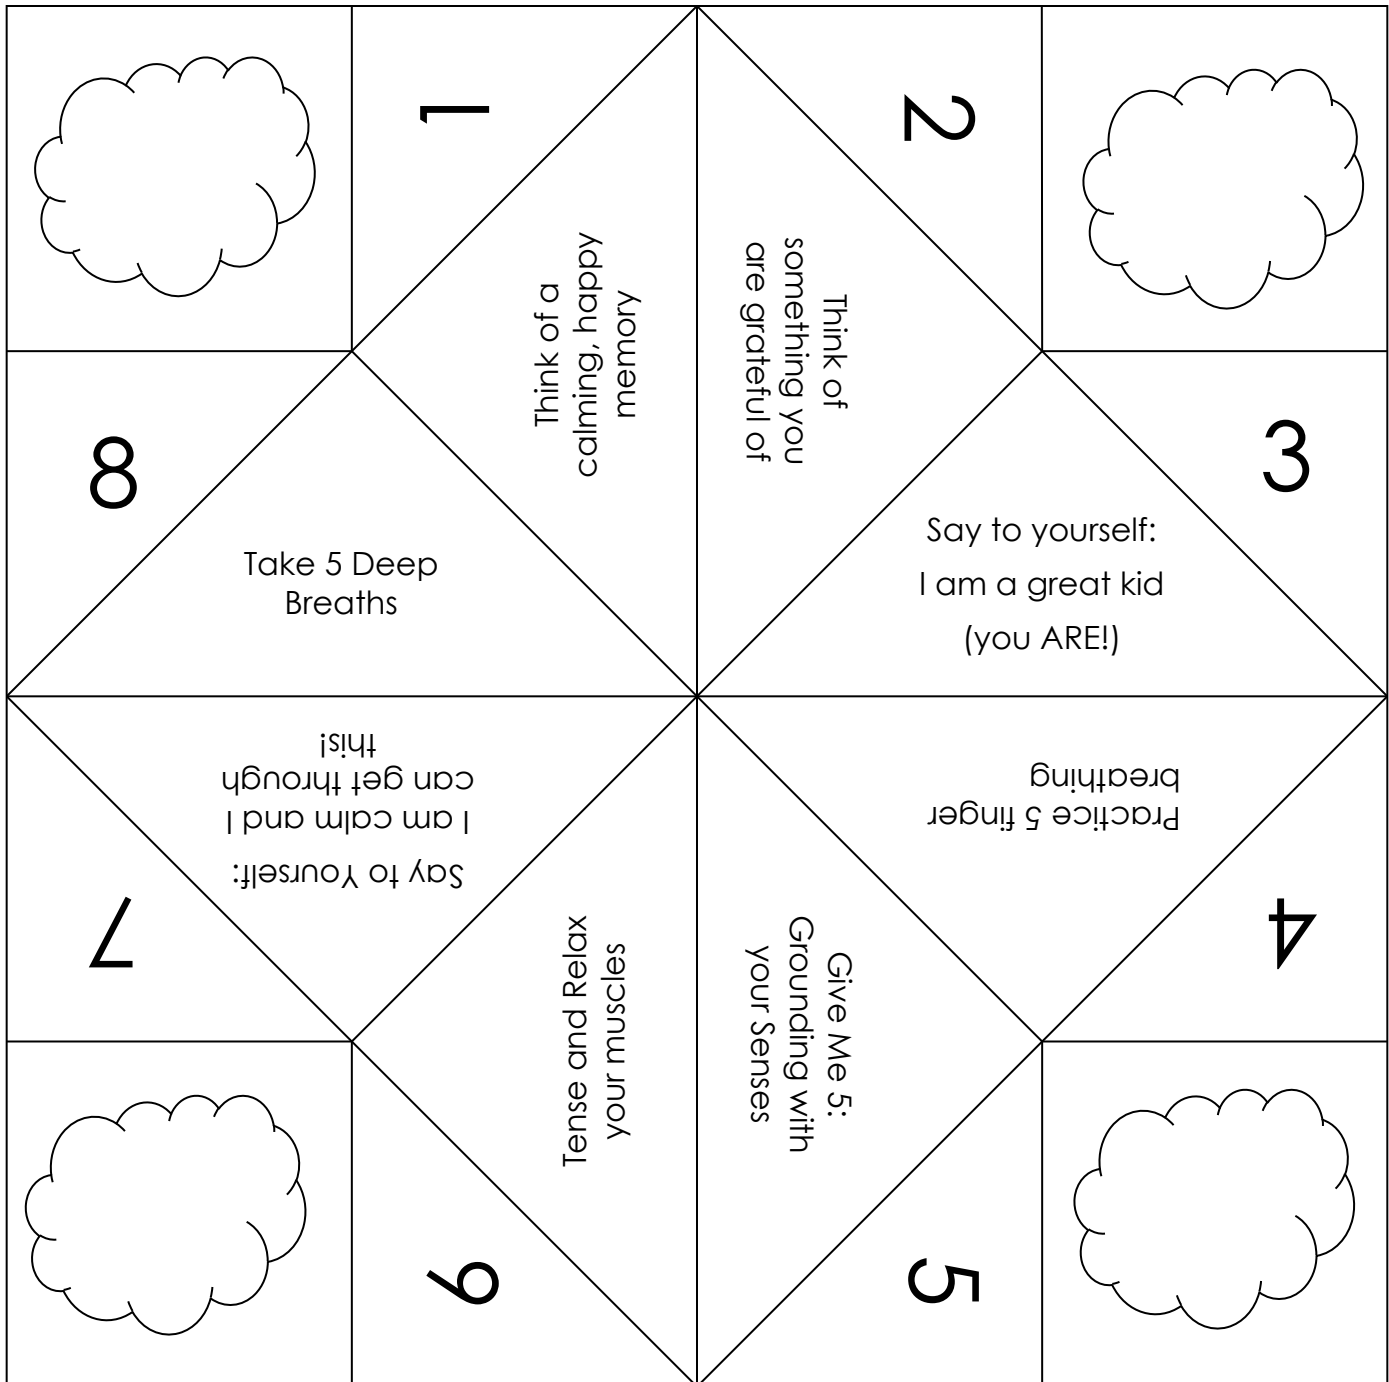 1
2
Think of a
calming, happy
memory
Think of
something you
are grateful of
8
3
Take 5 Deep
Breaths
Say to yourself:
I am a great kid
(you ARE!)
Say to Yourself:
I am calm and I
can get through
this!
Practice 5 finger
breathing
7
4
Tense and Relax
your muscles
Give Me 5:
Grounding with
your Senses
6
5